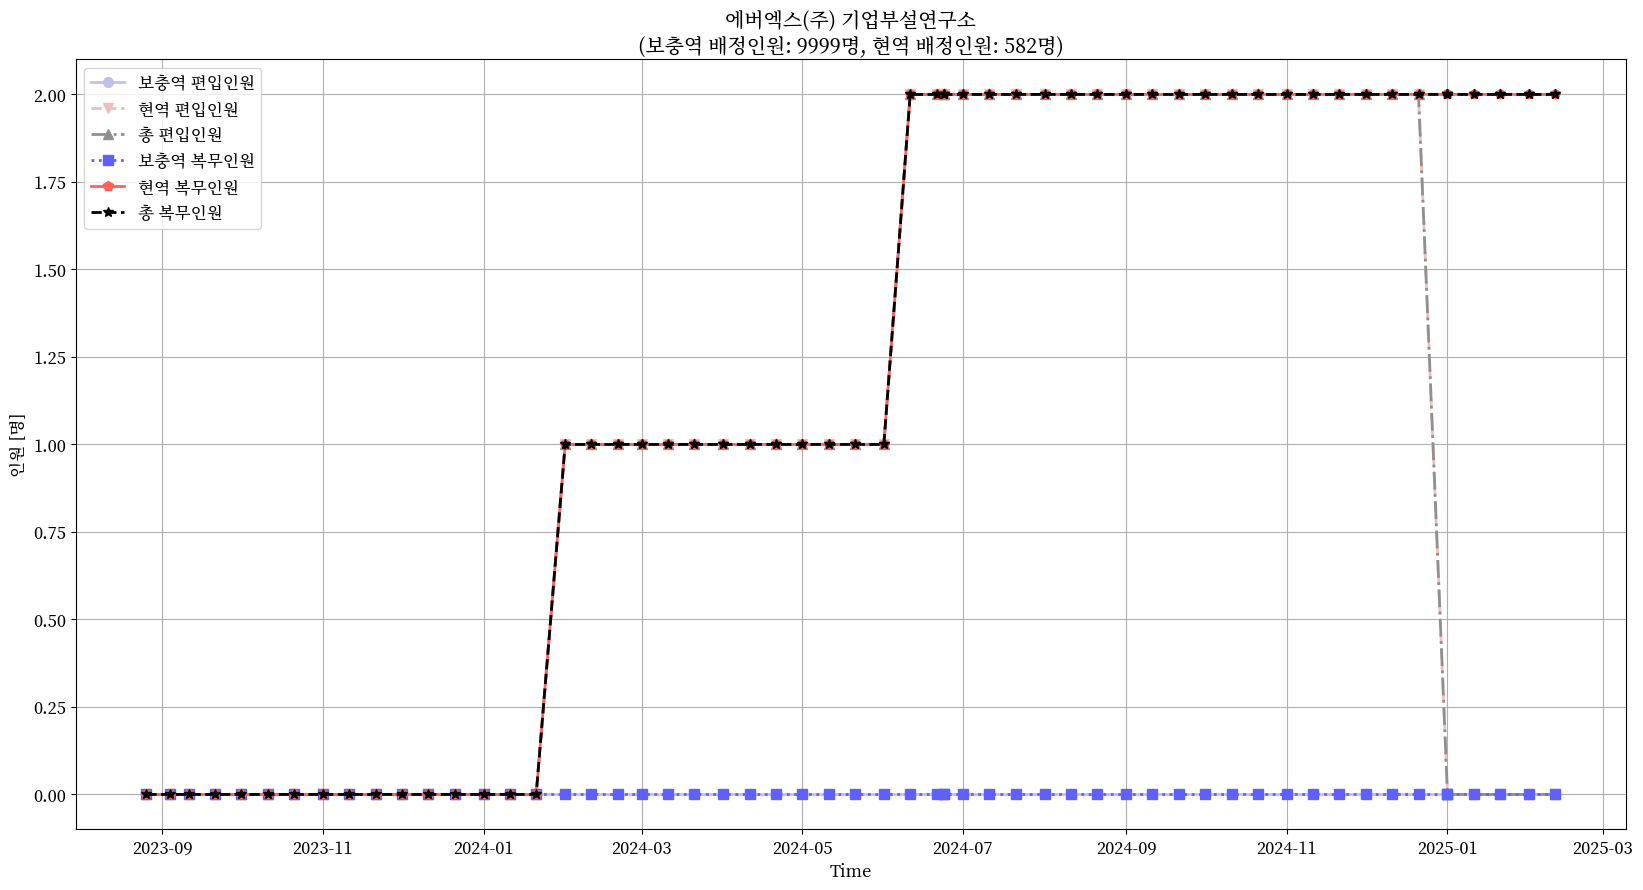 에버엑스(주) 기업부설연구소
(보충역 배정인원: 9999명, 현역 배정인원: 582명)
보충역 편입인원
현역 편입인원
총 편입인원
보충역 복무인원
현역 복무인원
총 복무인원
2.00
1.75
1.50
1.25
1.00
0.75
0.50
0.25
0.00
인원 [명]
2023-09 2023-11 2024-01 2024-03 2024-05 2024-07 2024-09 2024-11 2025-01 2025-03
Time